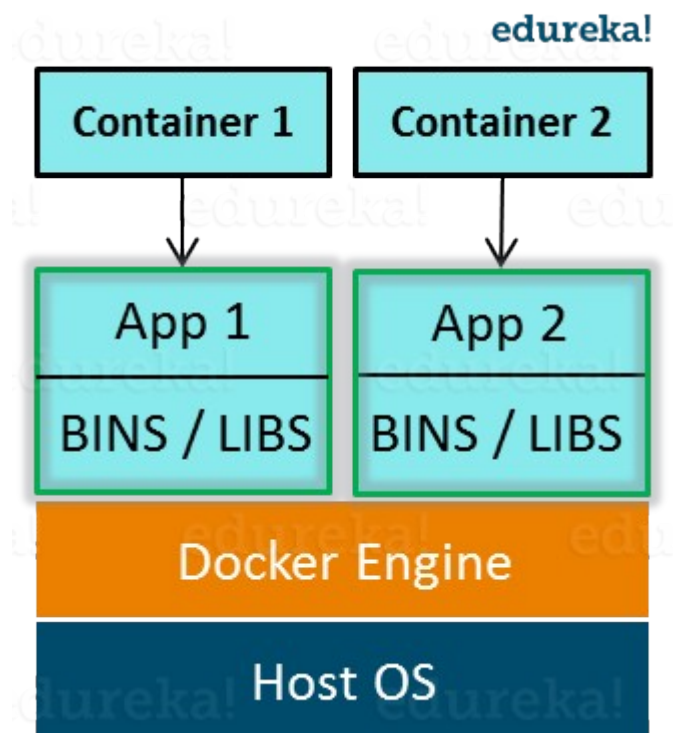 edureka!
Container 1
Container 2
App 1
App 2
BINS / LIBS
BINS / LIBS
Docker Engine
Host OS